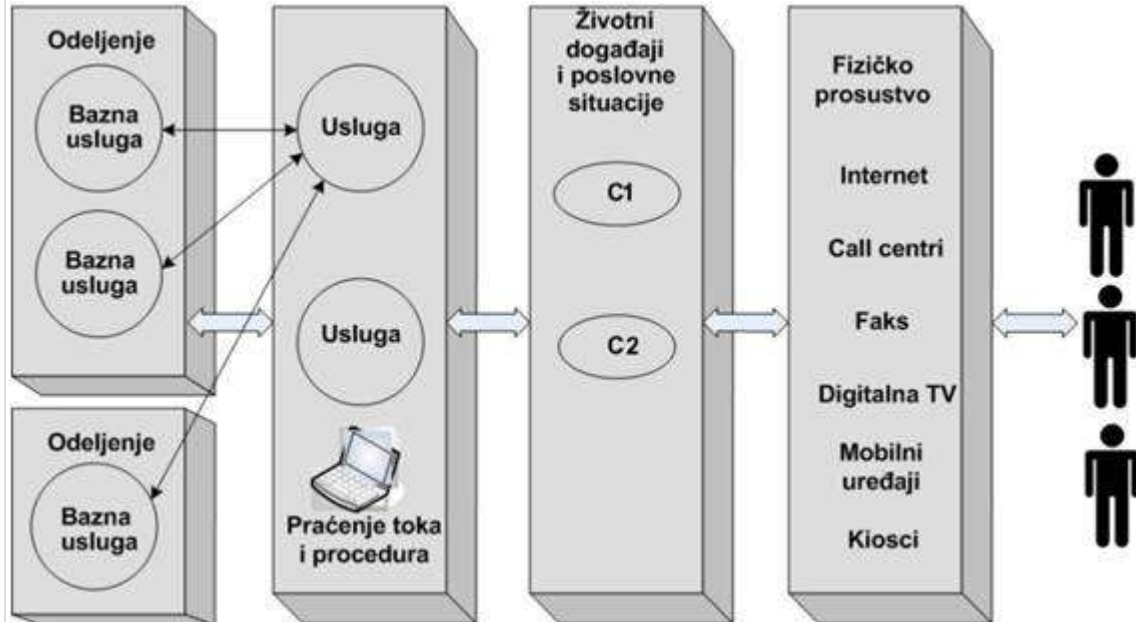 Odeljenje
Bazna
usluga
Bazna
usluga
Odeljenje
Bazna
usluga
Usluga
Usluga
Praćenje toka
i procedura
Životni
događaji
i poslovne
situacije
C1
C2
Fizičko
prosustvo
Internet
Call centri
Faks
Digitalna TV
Mobilni
uređaji
Kiosci